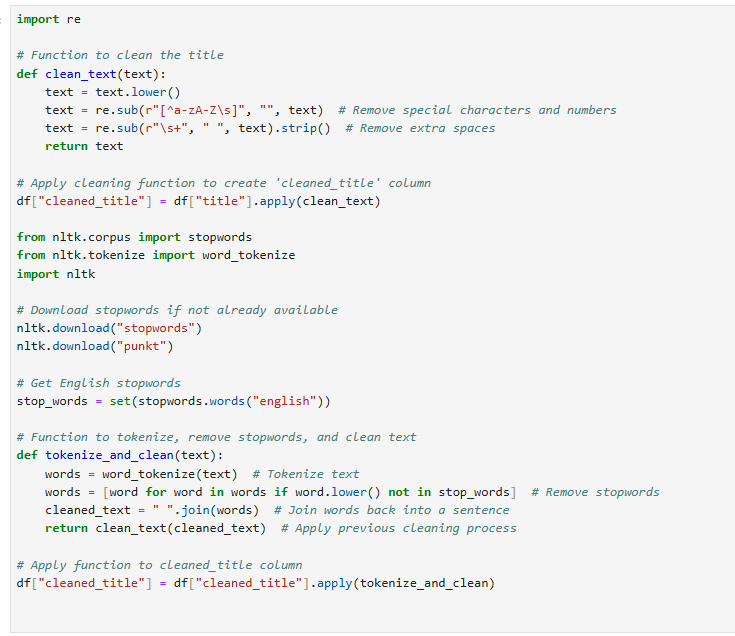 import re
# Function to clean the title
def clean_text(text):
    text = text.lower()
    text = re.sub(r"[^a-zA-Z\s]", "", text)  # Remove special characters and numbers
    text = re.sub(r"\s+", " ", text).strip()  # Remove extra spaces
    return text
# Apply cleaning function to create 'cleaned_title' column
df["cleaned_title"] = df["title"].apply(clean_text)
from nltk.corpus import stopwords
from nltk.tokenize import word_tokenize
import nltk
# Download stopwords if not already available
nltk.download("stopwords")
nltk.download("punkt")
# Get English stopwords
stop_words = set(stopwords.words("english"))
# Function to tokenize, remove stopwords, and clean text
def tokenize_and_clean(text):
    words = word_tokenize(text)  # Tokenize text
    words = [word for word in words if word.lower() not in stop_words]  # Remove stopwords
    cleaned_text = " ".join(words)  # Join words back into a sentence
    return clean_text(cleaned_text)  # Apply previous cleaning process
# Apply function to cleaned_title column
df["cleaned_title"] = df["cleaned_title"].apply(tokenize_and_clean)